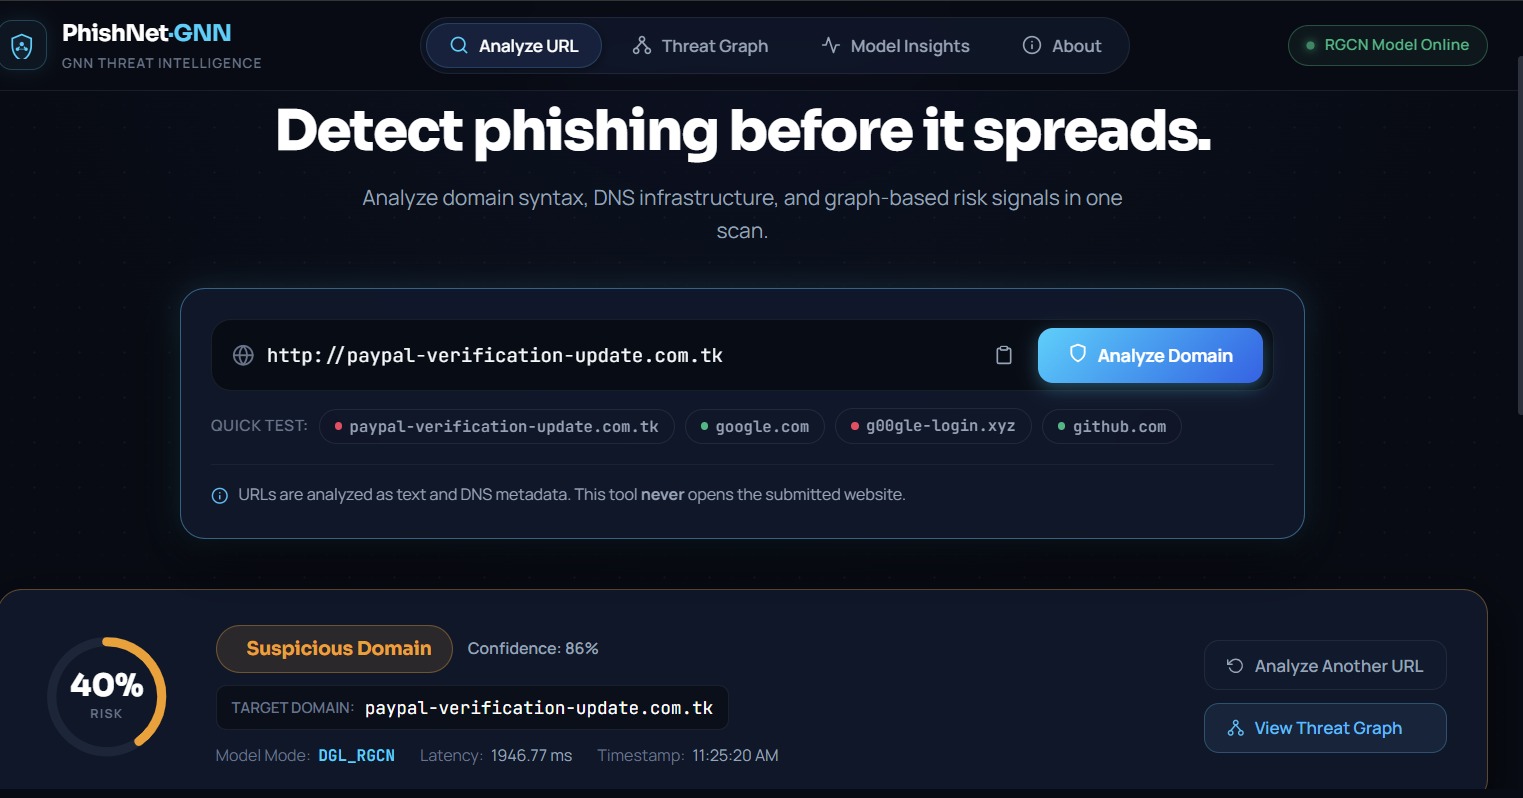 PhishNet·GNN
GNN THREAT INTELLIGENCE
Analyze URL
Threat Graph
Model Insights
About
RGCN Model Online
Detect phishing before it spreads.
Analyze domain syntax, DNS infrastructure, and graph-based risk signals in one
scan.
http://paypal-verification-update.com.tk
Analyze Domain
QUICK TEST: paypal-verification-update.com.tk google.com g00gle-login.xyz github.com
URLs are analyzed as text and DNS metadata. This tool never opens the submitted website.
40%
RISK
Suspicious Domain
Confidence: 86%
TARGET DOMAIN: paypal-verification-update.com.tk
Model Mode: DGL_RGCN Latency: 1946.77 ms Timestamp: 11:25:20 AM
Analyze Another URL
View Threat Graph